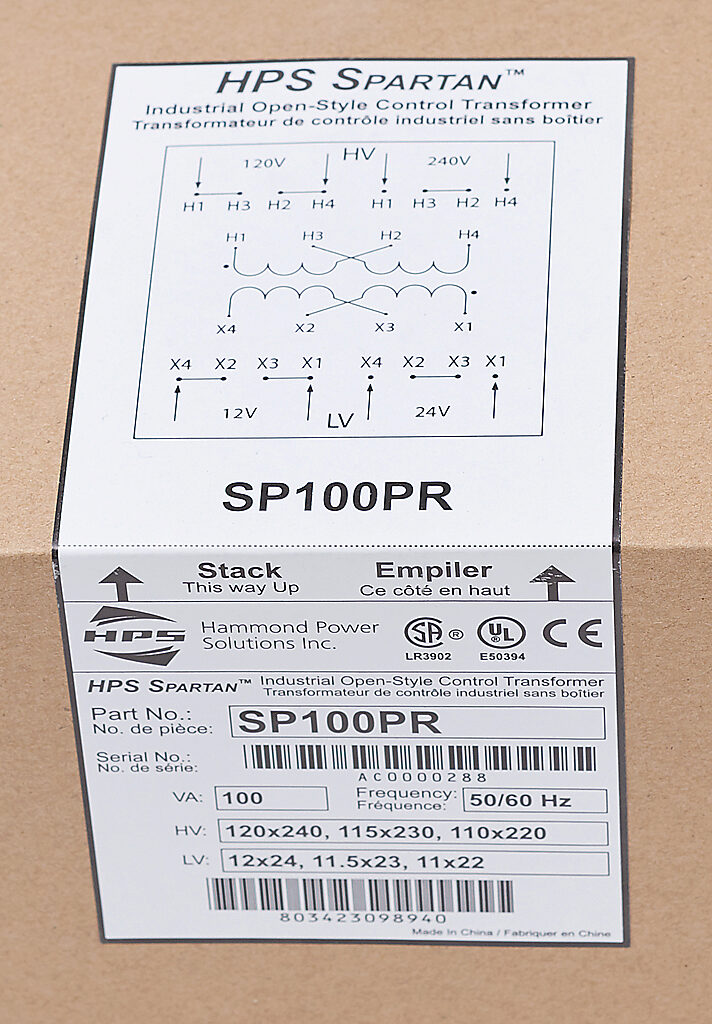 HPS SPARTAN™
Industrial Open-Style Control Transformer
Transformateur de contrôle industriel sans boîtier
120V HV 240V
H1 H3 H2 H4 H1 H3 H2 H4
H1 H3 H2 H4
X4 X2 X3 X1
X4 X2 X3 X1 X4 X2 X3 X1
12V LV 24V
SP100PR
Stack Empiler
This way Up Ce côté en haut
HPS Hammond Power
Solutions Inc.
SA ® UL CE
LR3902 E50394
HPS SPARTAN™ Industrial Open-Style Control Transformer
Transformateur de contrôle industriel sans boîtier
Part No.: SP100PR
No. de pièce:
Serial No.:
No. de série:
AC0000288
VA: 100 Frequency: 50/60 Hz
Fréquence:
HV: 120x240, 115x230, 110x220
LV: 12x24, 11.5x23, 11x22
803423098940
Made In China / Fabriquer en Chine